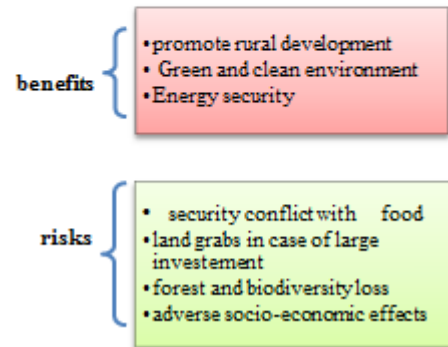 benefits
•promote rural development
• Green and clean environment
•Energy security
risks
• security conflict with food
•land grabs in case of large
investement
•forest and biodiversity loss
•adverse socio-economic effects